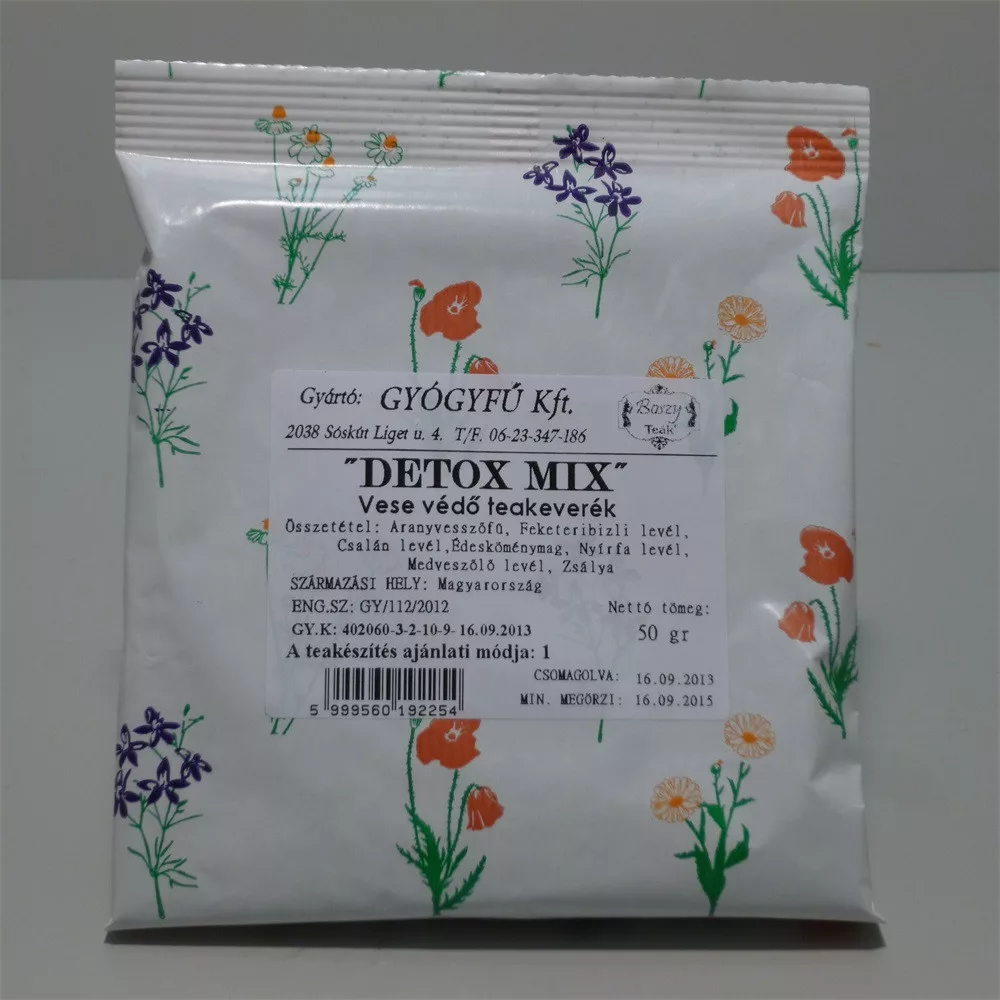 Gyártó: GYÓGYFŰ Kft.
Boszy
Teák
2038 Sóskút Liget u. 4. T/F. 06-23-347-186
"DETOX MIX"
Vese védő teakeverék
Összetétel: Aranyvesszőfű, Feketeribizli levél,
Csalán levél,Édesköménymag, Nyírfa levél,
Medveszőlő levél, Zsálya
SZÁRMAZÁSI HELY: Magyarország
ENG.SZ: GY/112/2012
Nettó tömeg:
GY.K: 402060-3-2-10-9- 16.09.2013
50 gr
A teakészítés ajánlati módja: 1
CSOMAGOLVA: 16.09.2013
MIN. MEGŐRZI: 16.09.2015
5 999560 192254